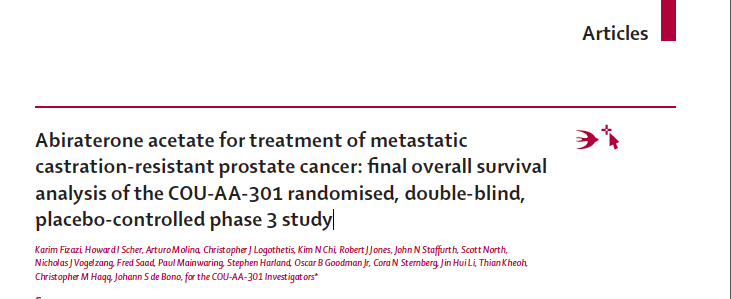 Articles
Abiraterone acetate for treatment of metastatic
castration-resistant prostate cancer: final overall survival
analysis of the COU-AA-301 randomised, double-blind,
placebo-controlled phase 3 study
Karim Fizazi, Howard I Scher, Arturo Molina, Christopher J Logothetis, Kim N Chi, Robert J Jones, John N Staffurth, Scott North,
Nicholas J Vogelzang, Fred Saad, Paul Mainwaring, Stephen Harland, Oscar B Goodman Jr, Cora N Sternberg, Jin Hui Li, Thian Kheoh,
Christopher M Haqq, Johann S de Bono, for the COU-AA-301 Investigators*